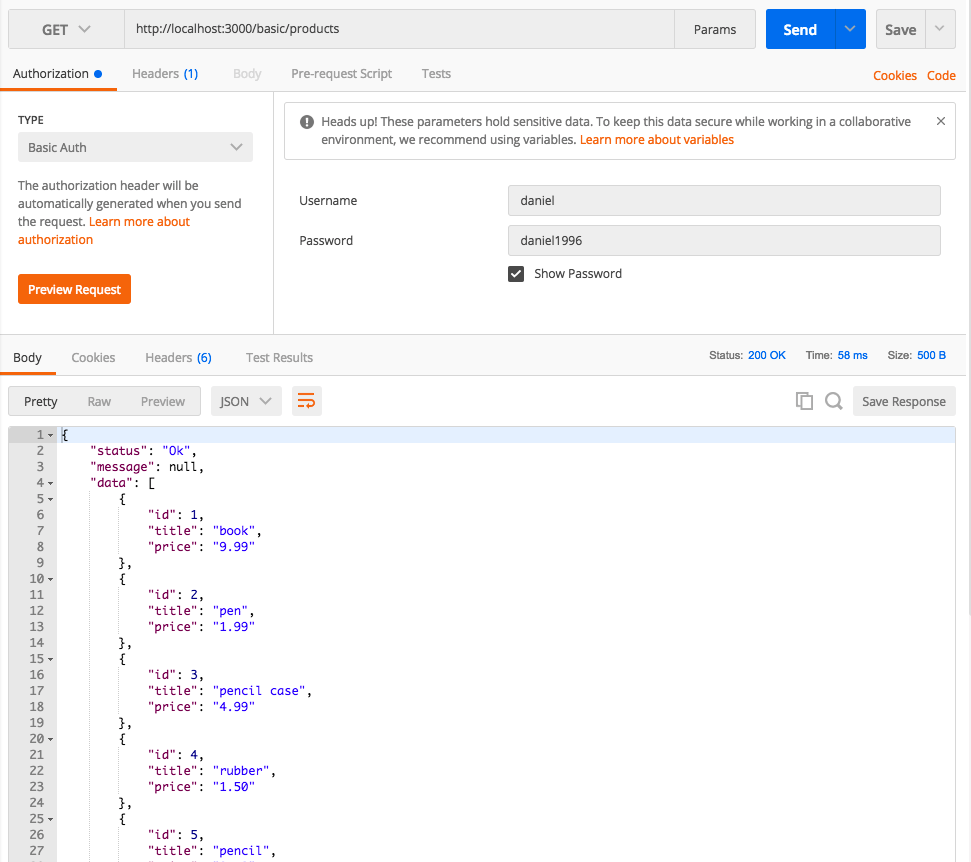 GET http://localhost:3000/basic/products Params Send Save
Authorization Headers (1) Body Pre-request Script Tests Cookies Code
TYPE
Basic Auth
The authorization header will be
automatically generated when you send
the request. Learn more about
authorization
Preview Request
Heads up! These parameters hold sensitive data. To keep this data secure while working in a collaborative
environment, we recommend using variables. Learn more about variables
Username daniel
Password daniel1996
Show Password
Body Cookies Headers (6) Test Results Status: 200 OK Time: 58 ms Size: 500 B
Pretty Raw Preview JSON Save Response
1 {
2 "status": "Ok",
3 "message": null,
4 "data": [
5 {
6 "id": 1,
7 "title": "book",
8 "price": "9.99"
9 },
10 {
11 "id": 2,
12 "title": "pen",
13 "price": "1.99"
14 },
15 {
16 "id": 3,
17 "title": "pencil case",
18 "price": "4.99"
19 },
20 {
21 "id": 4,
22 "title": "rubber",
23 "price": "1.50"
24 },
25 {
26 "id": 5,
27 "title": "pencil",